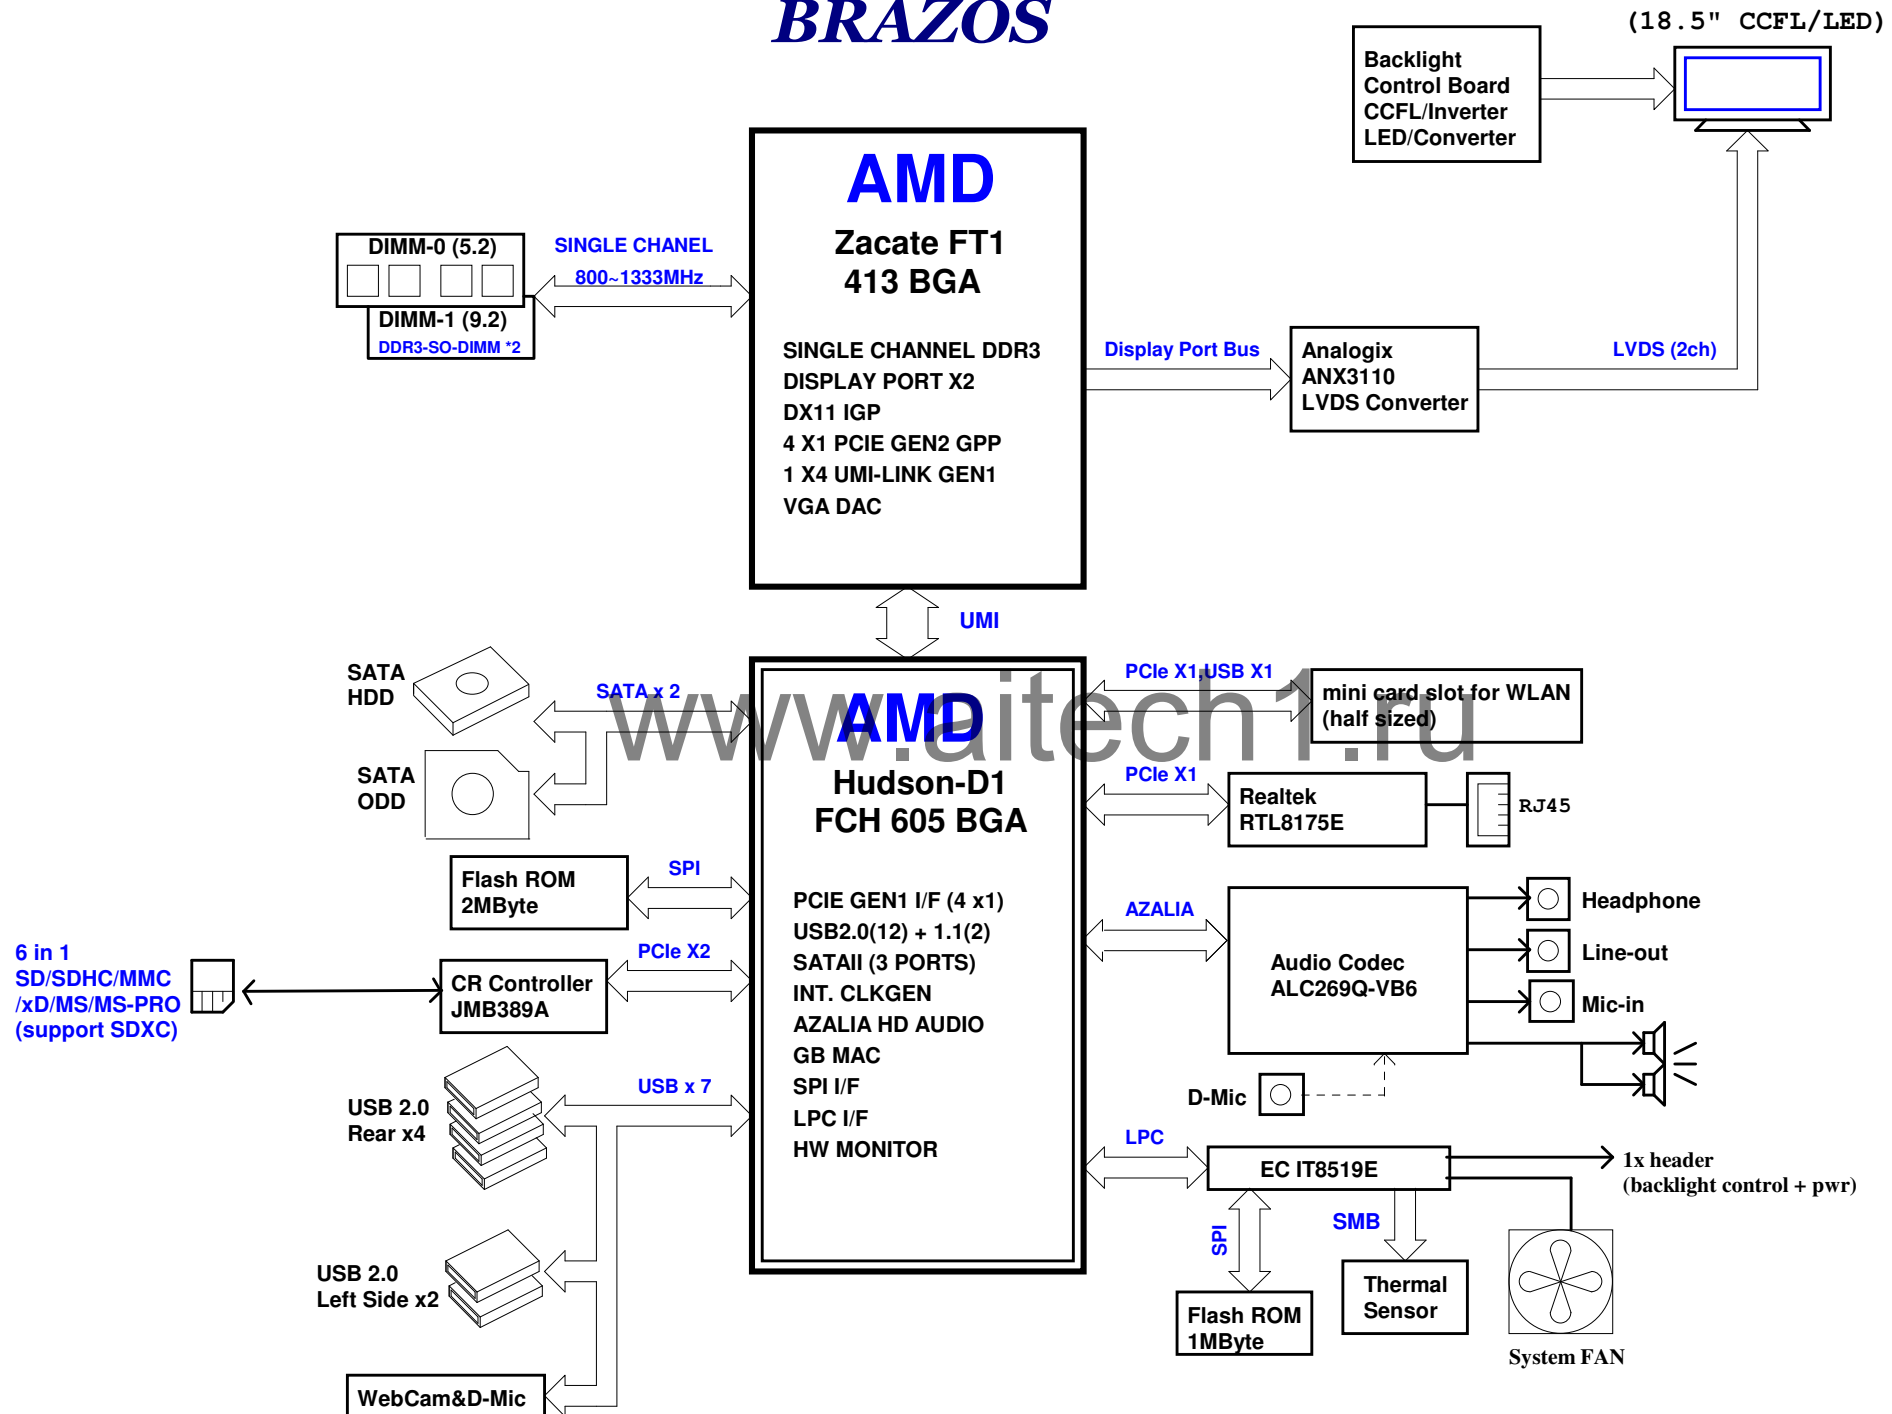 BRAZOS
(18.5" CCFL/LED)
Backlight
Control Board
CCFL/Inverter
LED/Converter
AMD
Zacate FT1
413 BGA
SINGLE CHANNEL DDR3
DISPLAY PORT X2
DX11 IGP
4 X1 PCIE GEN2 GPP
1 X4 UMI-LINK GEN1
VGA DAC
DIMM-0 (5.2)
DIMM-1 (9.2)
DDR3-SO-DIMM *2
SINGLE CHANEL
800~1333MHz
Display Port Bus
Analogix
ANX3110
LVDS Converter
LVDS (2ch)
UMI
SATA
HDD
SATA x 2
SATA
ODD
AMD
Hudson-D1
FCH 605 BGA
PCIE GEN1 I/F (4 x1)
USB2.0(12) + 1.1(2)
SATAII (3 PORTS)
INT. CLKGEN
AZALIA HD AUDIO
GB MAC
SPI I/F
LPC I/F
HW MONITOR
www.aitech1.ru
PCIe X1,USB X1
mini card slot for WLAN
(half sized)
PCIe X1
Realtek
RTL8175E
RJ45
Flash ROM
2MByte
SPI
6 in 1
SD/SDHC/MMC
/xD/MS/MS-PRO
(support SDXC)
CR Controller
JMB389A
PCIe X2
AZALIA
Audio Codec
ALC269Q-VB6
Headphone
Line-out
Mic-in
D-Mic
USB 2.0
Rear x4
USB x 7
USB 2.0
Left Side x2
WebCam&D-Mic
LPC
EC IT8519E
1x header
(backlight control + pwr)
SPI
SMB
Flash ROM
1MByte
Thermal
Sensor
System FAN